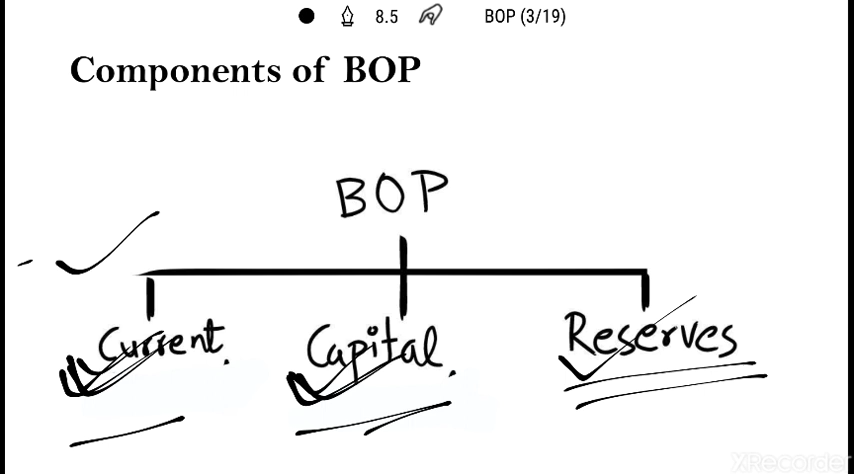 8.5 BOP (3/19)
Components of BOP
BOP
Current. Capital. Reserves
XRecorder